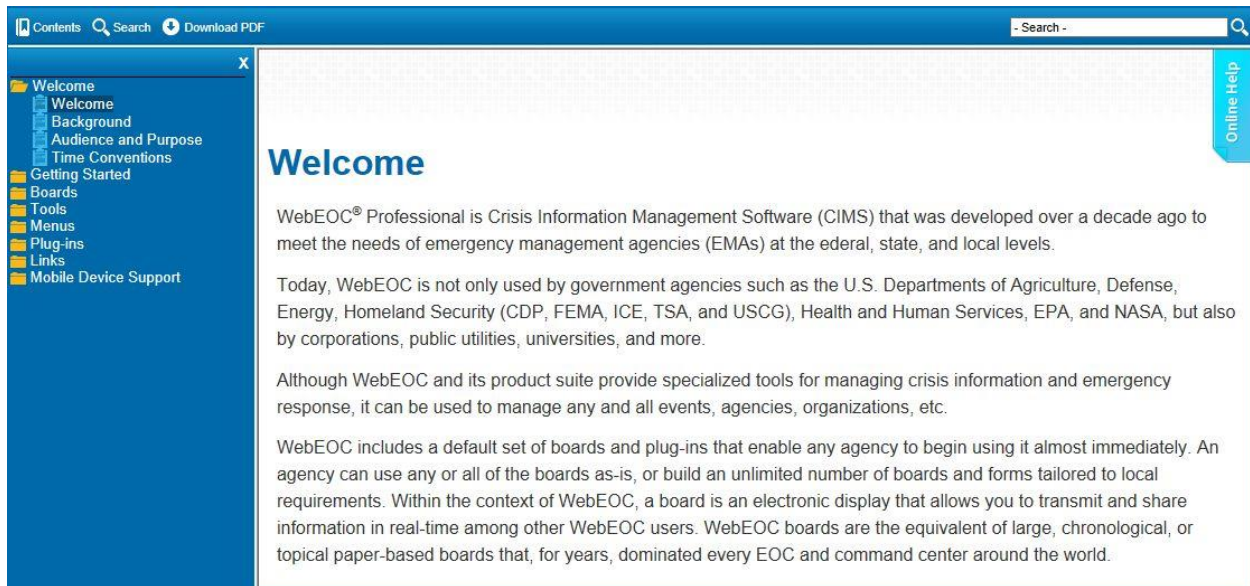 Contents Search Download PDF
- Search -
X
Welcome
Welcome
Background
Audience and Purpose
Time Conventions
Getting Started
Boards
Tools
Menus
Plug-ins
Links
Mobile Device Support
Online Help
Welcome
WebEOC® Professional is Crisis Information Management Software (CIMS) that was developed over a decade ago to
meet the needs of emergency management agencies (EMAs) at the ederal, state, and local levels.
Today, WebEOC is not only used by government agencies such as the U.S. Departments of Agriculture, Defense,
Energy, Homeland Security (CDP, FEMA, ICE, TSA, and USCG), Health and Human Services, EPA, and NASA, but also
by corporations, public utilities, universities, and more.
Although WebEOC and its product suite provide specialized tools for managing crisis information and emergency
response, it can be used to manage any and all events, agencies, organizations, etc.
WebEOC includes a default set of boards and plug-ins that enable any agency to begin using it almost immediately. An
agency can use any or all of the boards as-is, or build an unlimited number of boards and forms tailored to local
requirements. Within the context of WebEOC, a board is an electronic display that allows you to transmit and share
information in real-time among other WebEOC users. WebEOC boards are the equivalent of large, chronological, or
topical paper-based boards that, for years, dominated every EOC and command center around the world.